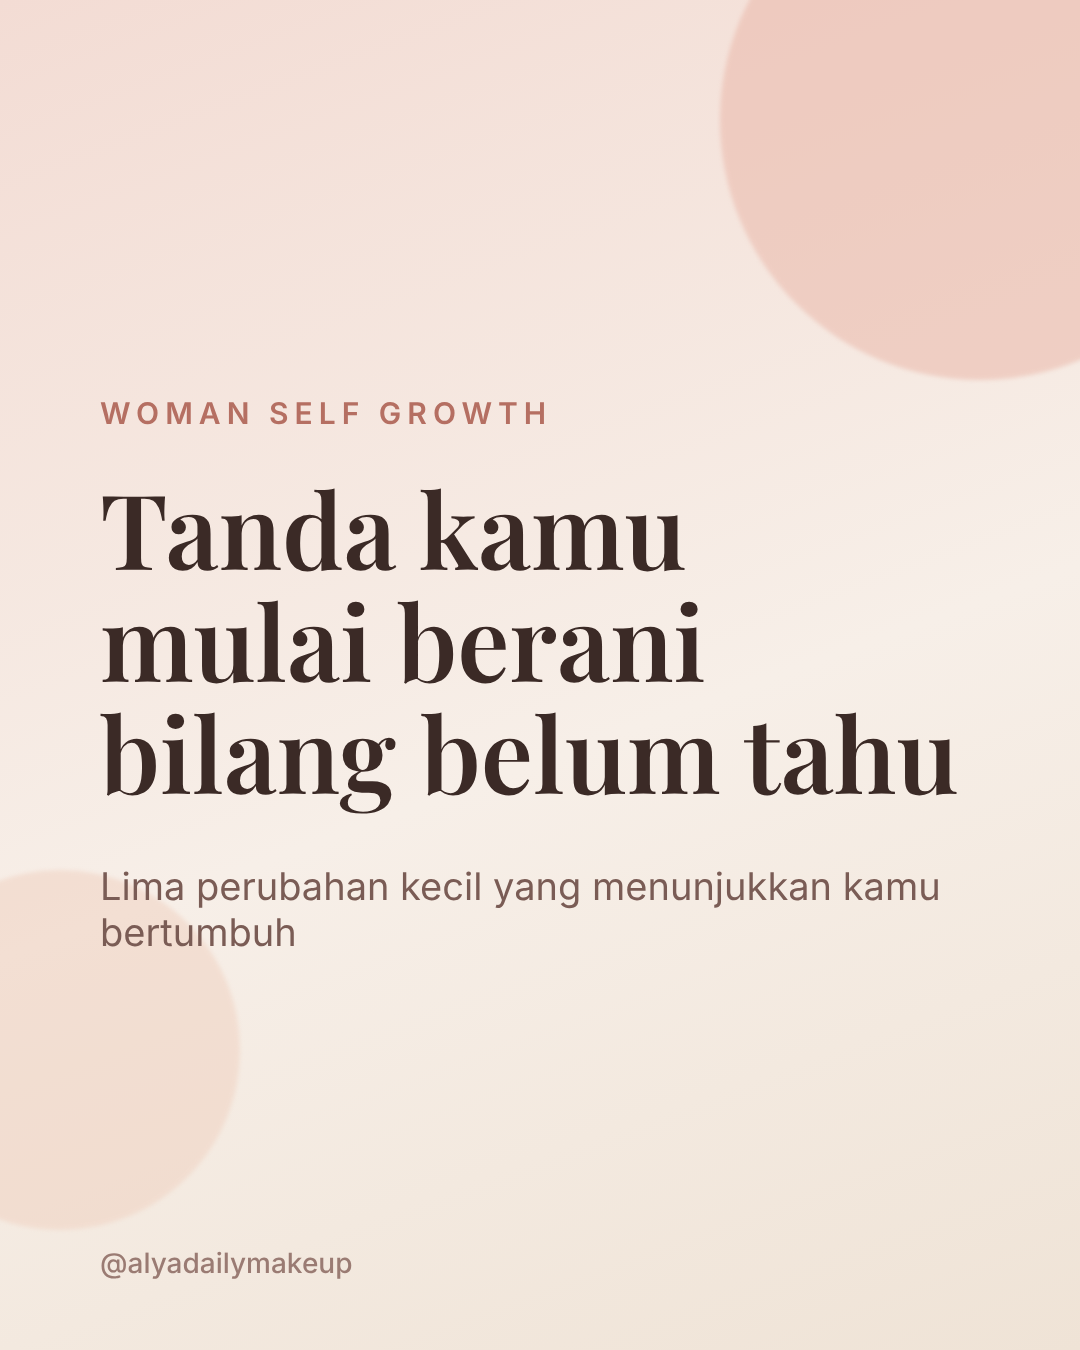 WOMAN SELF GROWTH
Tanda kamu
mulai berani
bilang belum tahu
Lima perubahan kecil yang menunjukkan kamu
bertumbuh
@alyadailymakeup